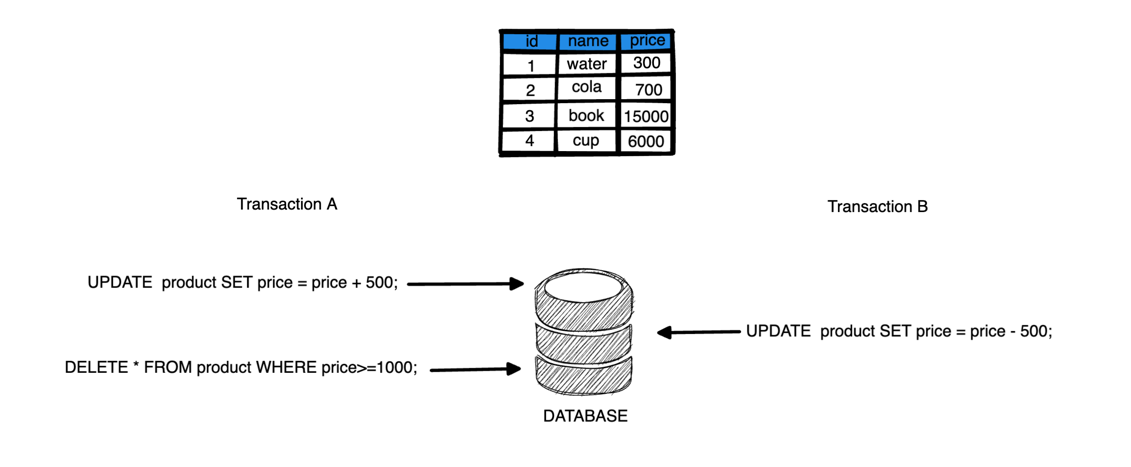 id name price
1 water 300
2 cola 700
3 book 15000
4 cup 6000
Transaction A
Transaction B
UPDATE product SET price = price + 500;
UPDATE product SET price = price - 500;
DELETE * FROM product WHERE price>=1000;
DATABASE